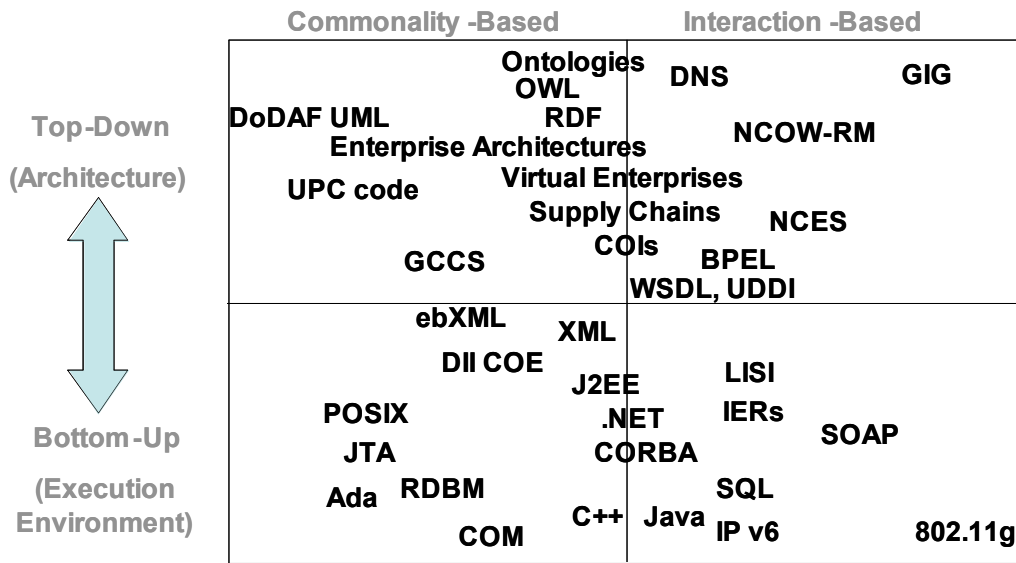 Commonality -Based
Interaction -Based
Top-Down
(Architecture)
Bottom-Up
(Execution
Environment)
Ontologies
OWL
DoDAF UML
RDF
Enterprise Architectures
Virtual Enterprises
UPC code
Supply Chains
COIs
GCCS
DNS
GIG
NCOW-RM
NCES
BPEL
WSDL, UDDI
ebXML
XML
DII COE
J2EE
POSIX
.NET
JTA
CORBA
Ada
RDBM
C++
COM
LISI
IERs
SOAP
SQL
Java
IP v6
802.11g